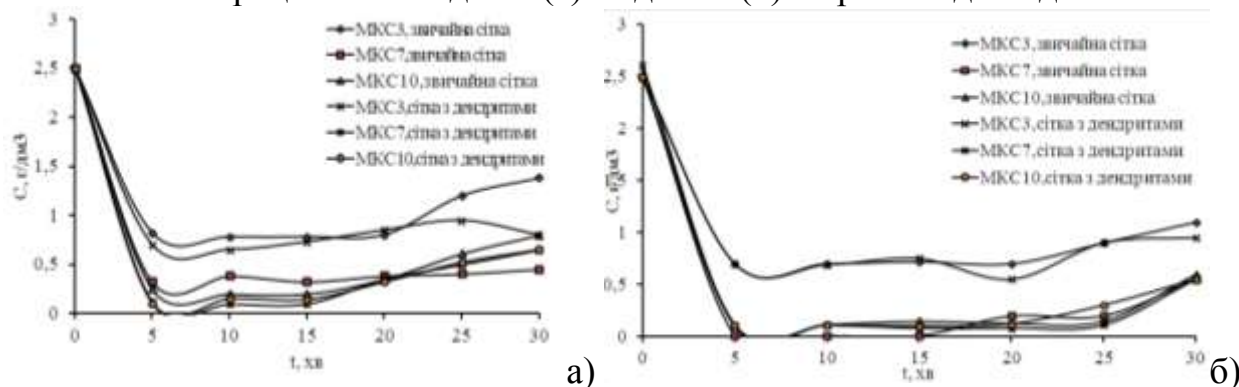 3
2,5
2
1,5
1
0,5
0
C, г/дм3
0 5 10 15 20 25 30
t, хв
МКС3, звичайна сітка
МКС7, звичайна сітка
МКС10, звичайна сітка
МКС3, сітка з дендритами
МКС7, сітка з дендритами
МКС10, сітка з дендритами
а)
3
2,5
2
1
0,5
0
0 5 10 15 20 25 30
t, хв
МКС3, звичайна сітка
МКС7, звичайна сітка
МКС10, звичайна сітка
МКС3, сітка з дендритами
МКС7, сітка з дендритами
МКС10, сітка з дендритами
б)